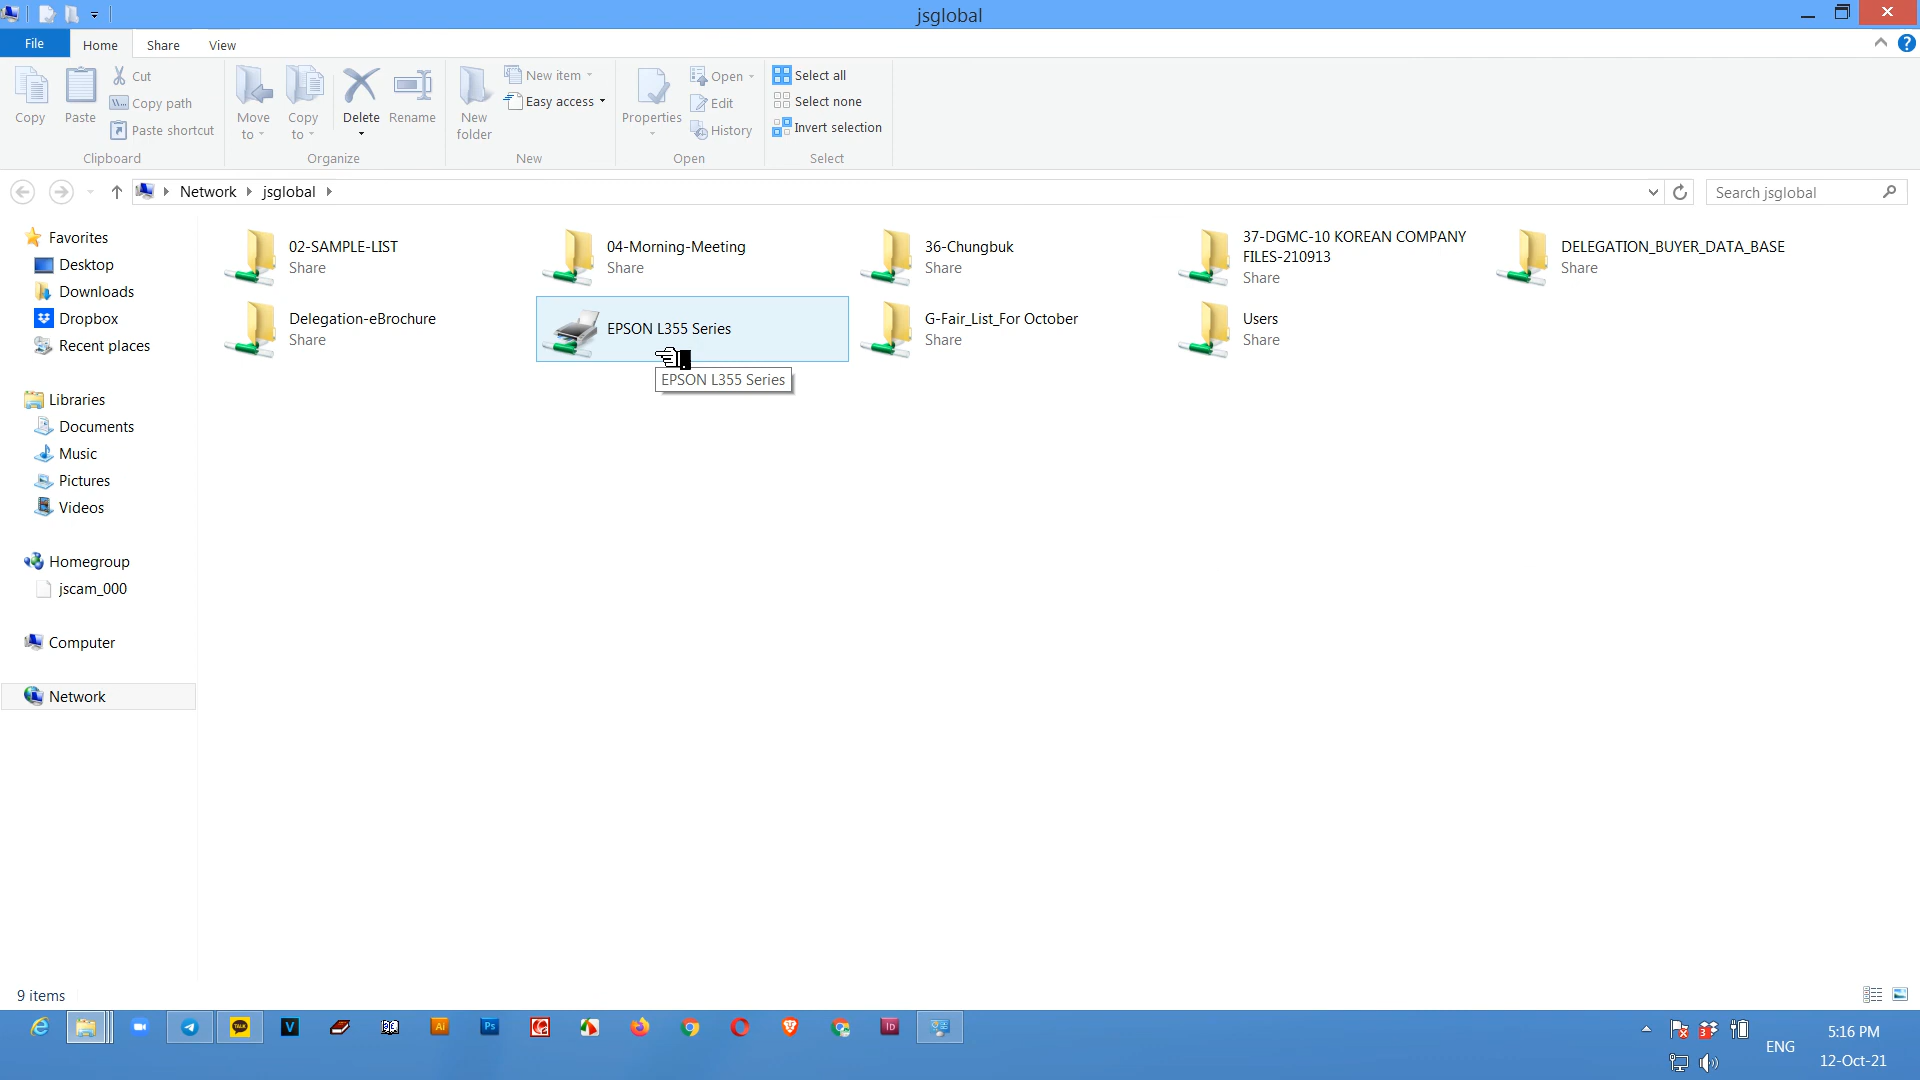 jsglobal
File
Home
Share
View
Copy
Paste
Cut
Copy path
Paste shortcut
Clipboard
Move to
Copy to
Delete
Rename
Organize
New folder
New item
Easy access
New
Properties
Open
Edit
History
Open
Select all
Select none
Invert selection
Select
Network
jsglobal
Search jsglobal
Favorites
Desktop
Downloads
Dropbox
Recent places
Libraries
Documents
Music
Pictures
Videos
Homegroup
jscam_000
Computer
Network
02-SAMPLE-LIST
Share
04-Morning-Meeting
Share
36-Chungbuk
Share
37-DGMC-10 KOREAN COMPANY
FILES-210913
Share
DELEGATION_BUYER_DATA_BASE
Share
Delegation-eBrochure
Share
EPSON L355 Series
EPSON L355 Series
G-Fair_List_For October
Share
Users
Share
9 items
TALK
V
Ai
Ps
Id
3
ENG
5:16 PM
12-Oct-21